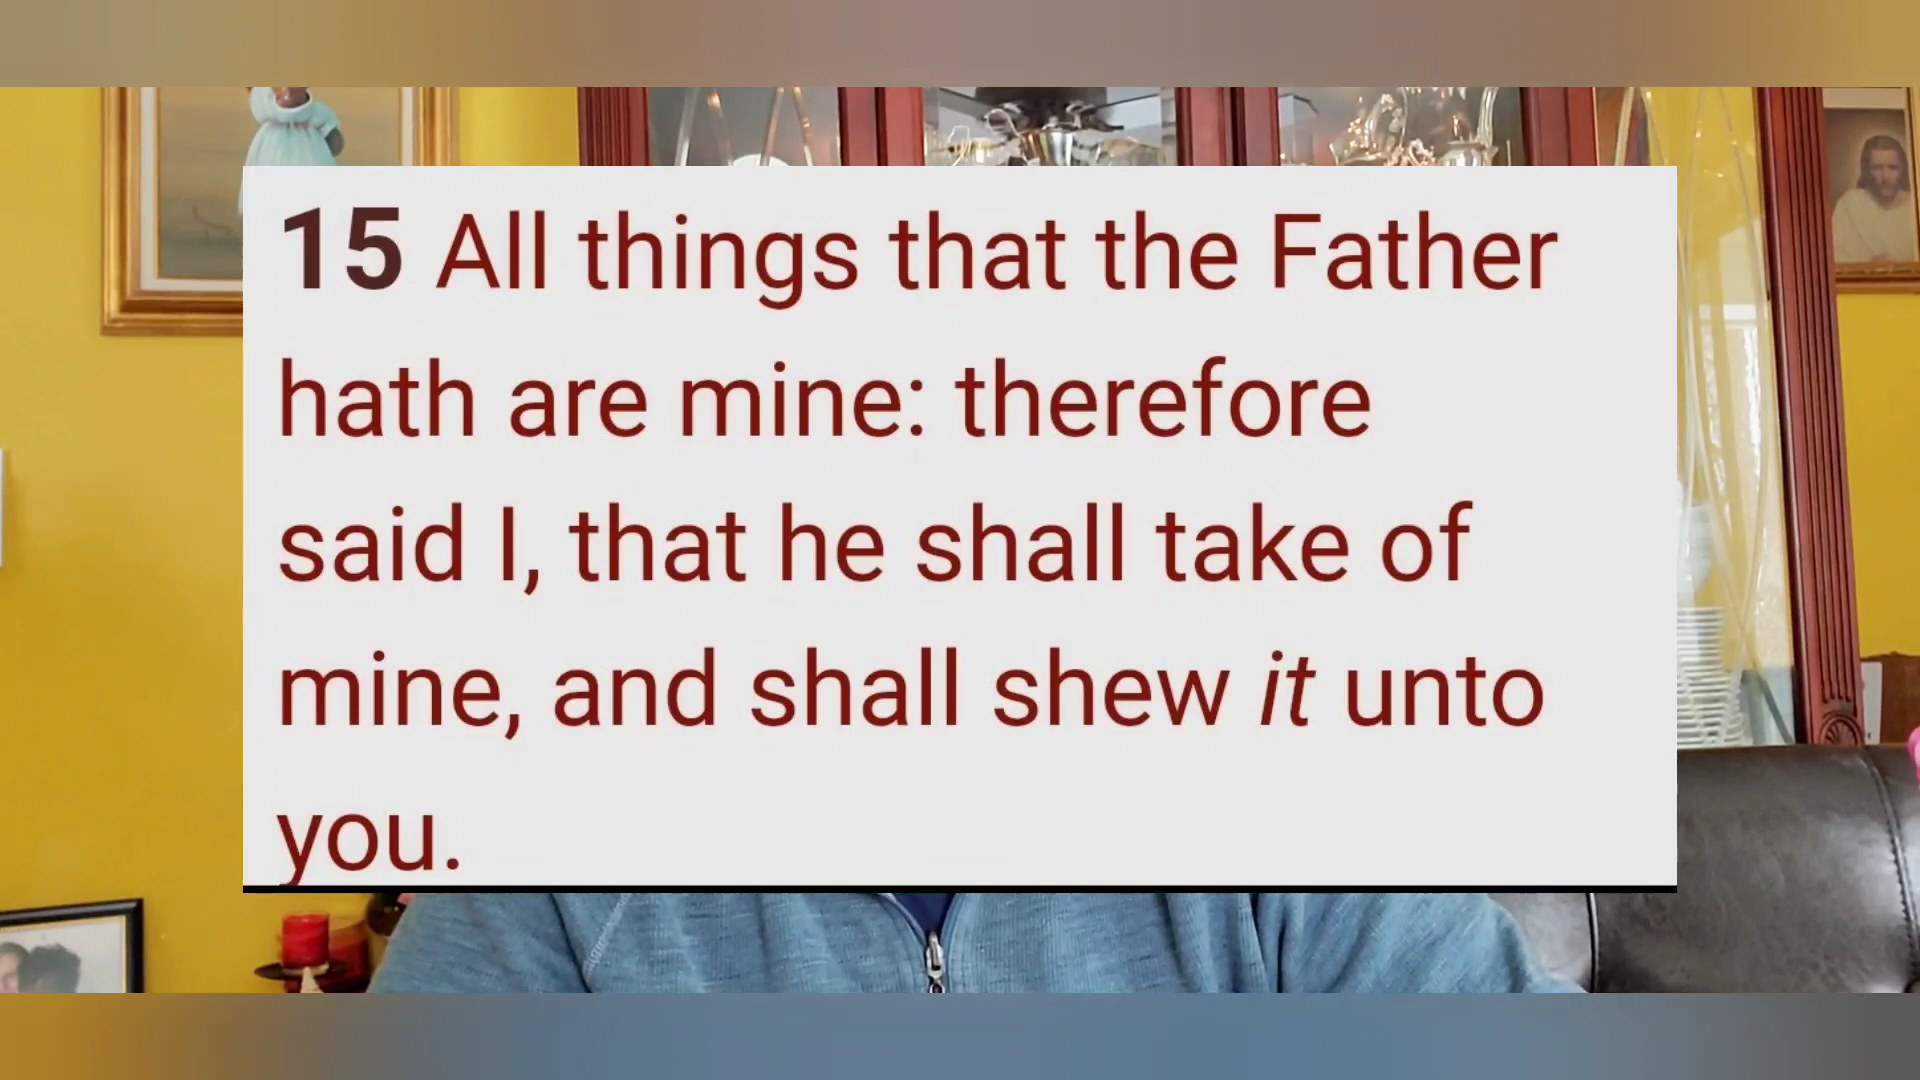 15 All things that the Father
hath are mine: therefore
said I, that he shall take of
mine, and shall shew it unto
you.